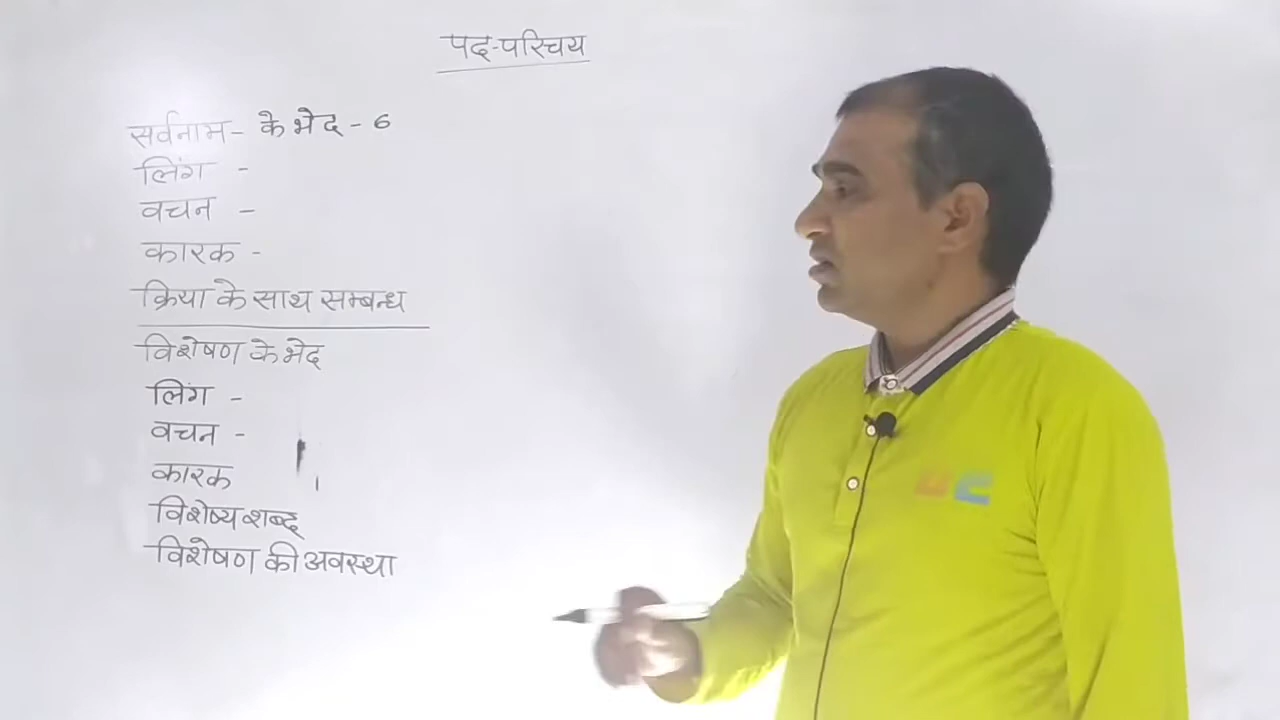 पद-परिचय
सर्वनाम - के भेद - 6
लिंग -
वचन -
कारक -
क्रिया के साथ सम्बन्ध
विशेषण के भेद
लिंग -
वचन -
कारक
विशेष्य शब्द
विशेषण की अवस्था